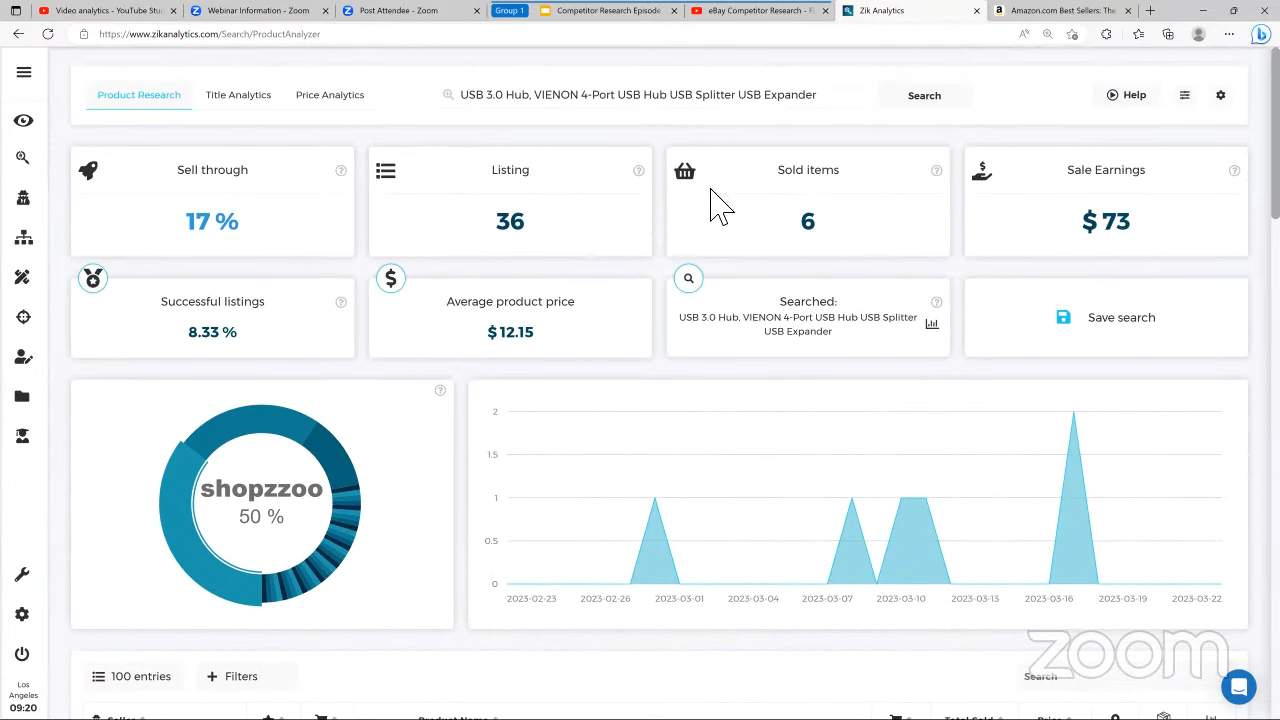 Video analytics - YouTube Stud
Webinar Information - Zoom
Post Attendee - Zoom
Group 1
Competitor Research Episode
eBay Competitor Research - F
Zik Analytics
Amazon.com Best Sellers: The
https://www.zikanalytics.com/Search/ProductAnalyzer
Product Research
Title Analytics
Price Analytics
USB 3.0 Hub, VIENON 4-Port USB Hub USB Splitter USB Expander
Search
Help
Sell through
17 %
Listing
36
Sold items
6
Sale Earnings
$ 73
Successful listings
8.33 %
Average product price
$ 12.15
Searched:
USB 3.0 Hub, VIENON 4-Port USB Hub USB Splitter
USB Expander
Save search
shopzzoo
50 %
2
1.5
1
0.5
0
2023-02-23 2023-02-26 2023-03-01 2023-03-04 2023-03-07 2023-03-10 2023-03-13 2023-03-16 2023-03-19 2023-03-22
zoom
100 entries
+ Filters
Search
Los
Angeles
09:20
Seller
Product Name
Total Sold
Price